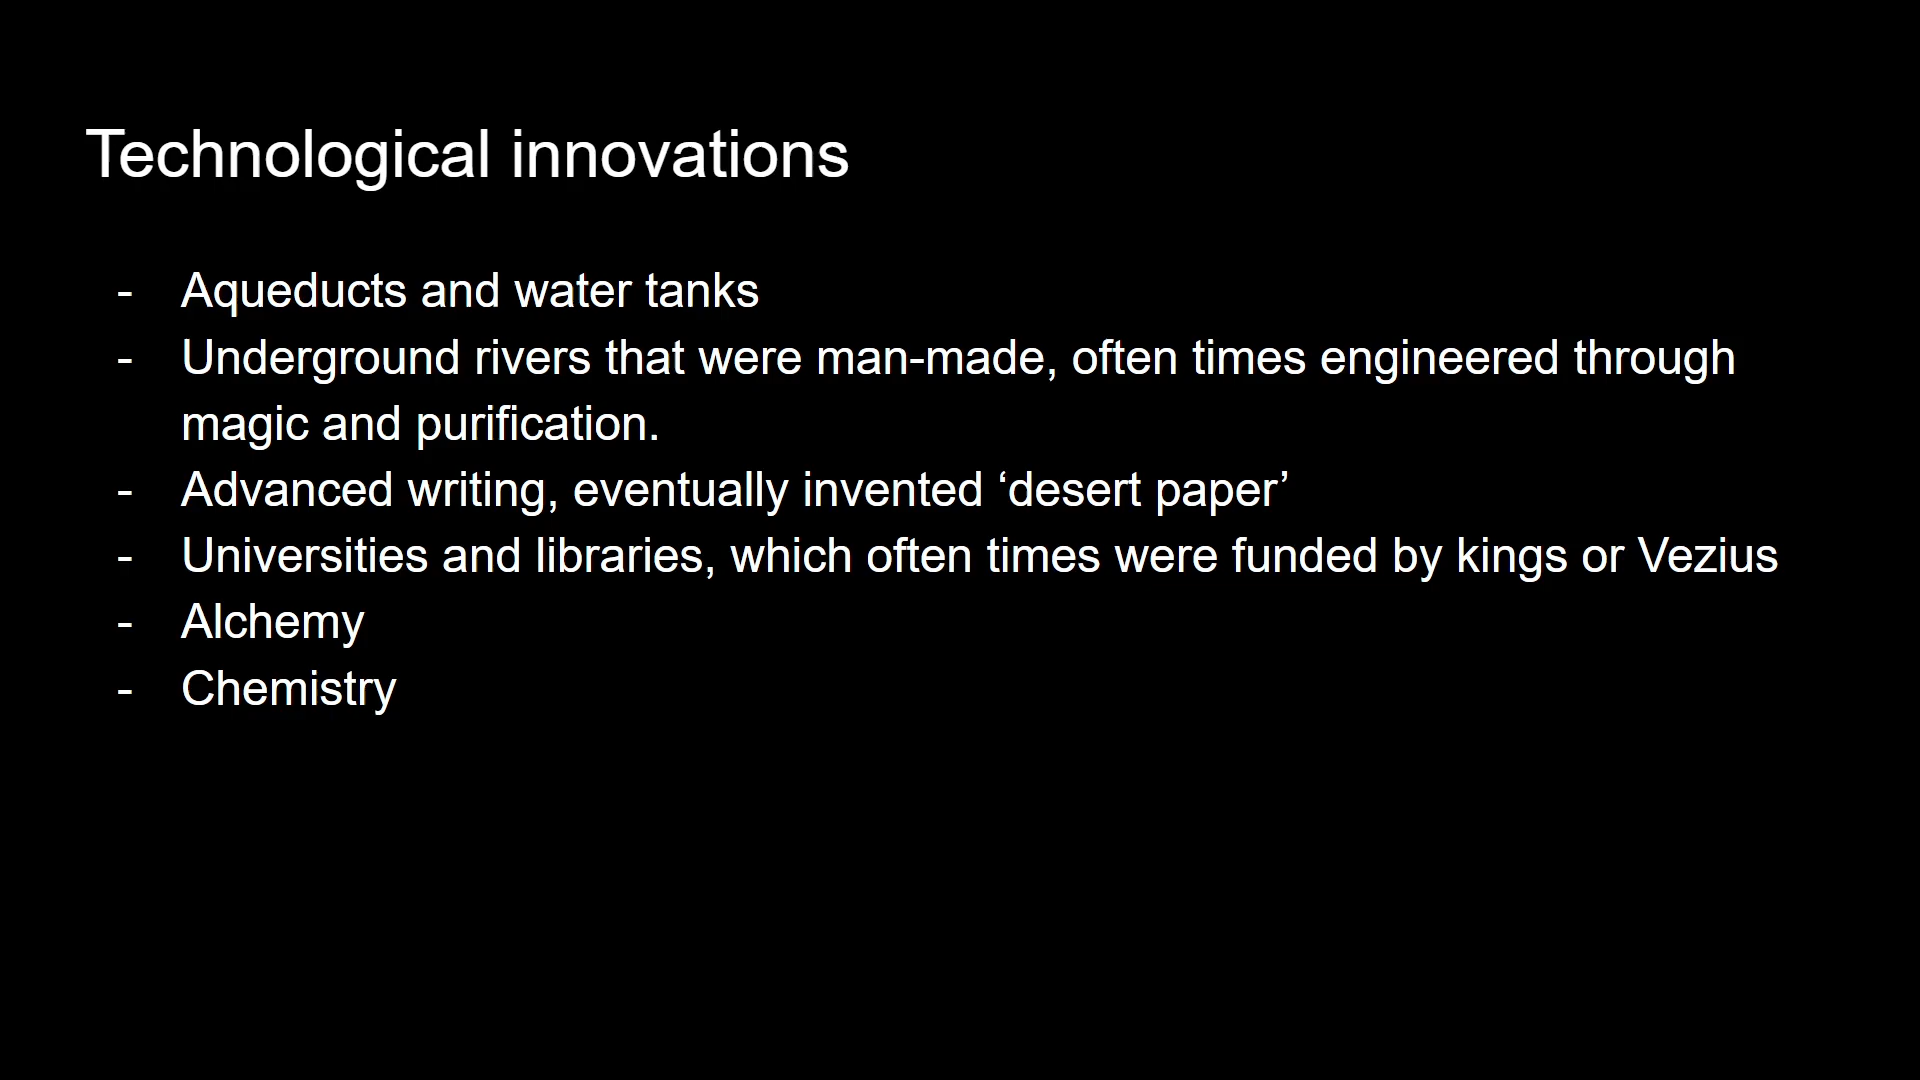 Technological innovations
- Aqueducts and water tanks
- Underground rivers that were man-made, often times engineered through
magic and purification.
- Advanced writing, eventually invented ‘desert paper’
- Universities and libraries, which often times were funded by kings or Vezius
- Alchemy
- Chemistry